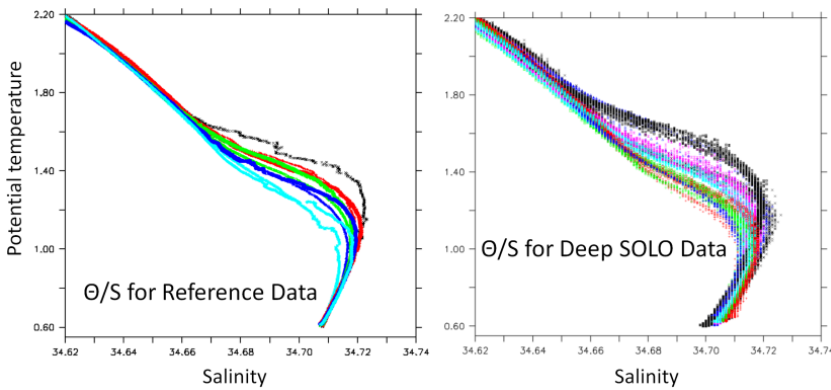 2.20
1.80
1.40
1.00
0.60
Potential temperature
Θ/S for Reference Data
34.62 34.64 34.66 34.68 34.70 34.72 34.74
Salinity
2.20
1.80
1.40
1.00
0.60
Θ/S for Deep SOLO Data
34.62 34.64 34.66 34.68 34.70 34.72 34.74
Salinity